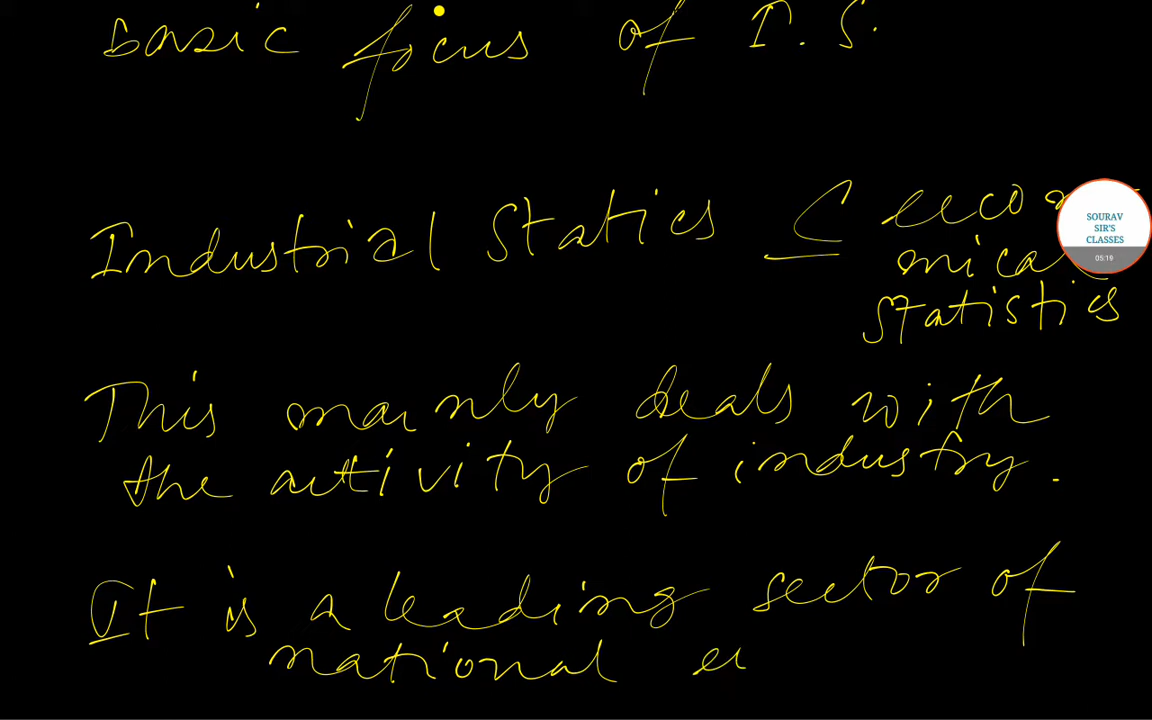 basic focus of I.S.
Industrial Statics ⊆ econo
mical
statistics
SOURAV
SIR'S
CLASSES
05:19
This mainly deals with
the activity of industry.
It is a leading sector of
national